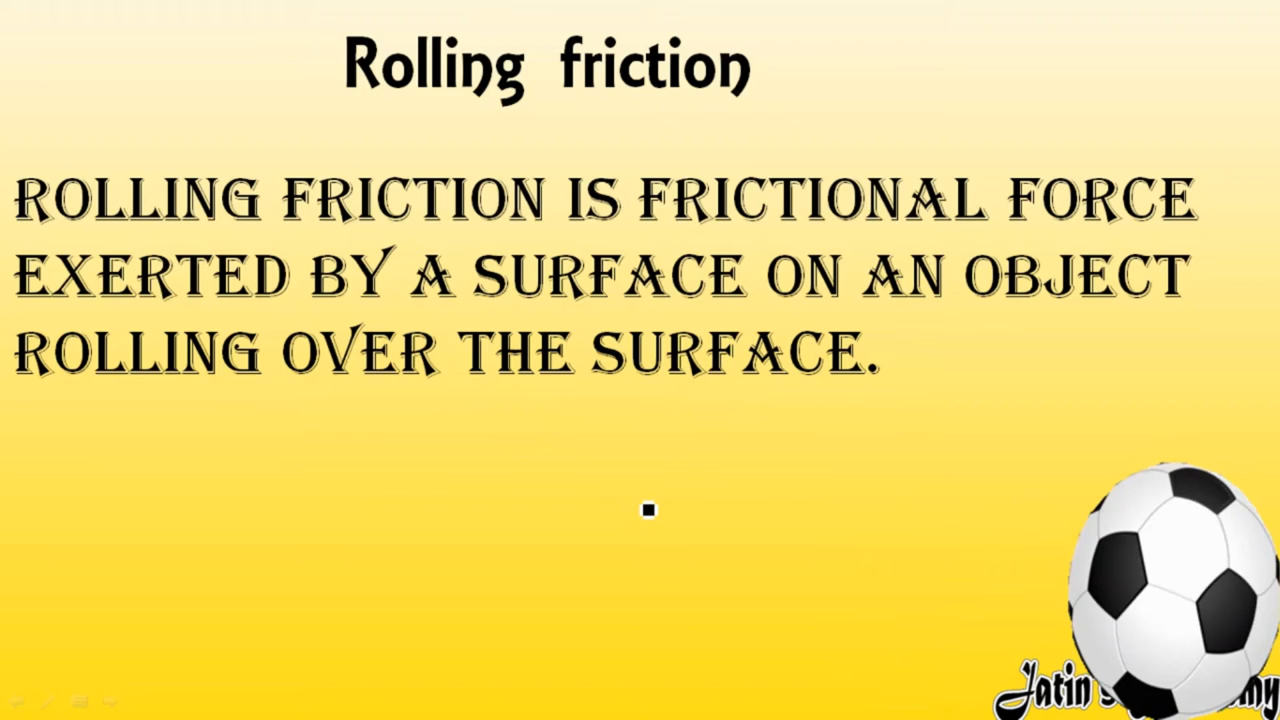 Rolling friction
ROLLING FRICTION IS FRICTIONAL FORCE
EXERTED BY A SURFACE ON AN OBJECT
ROLLING OVER THE SURFACE.
Jatin